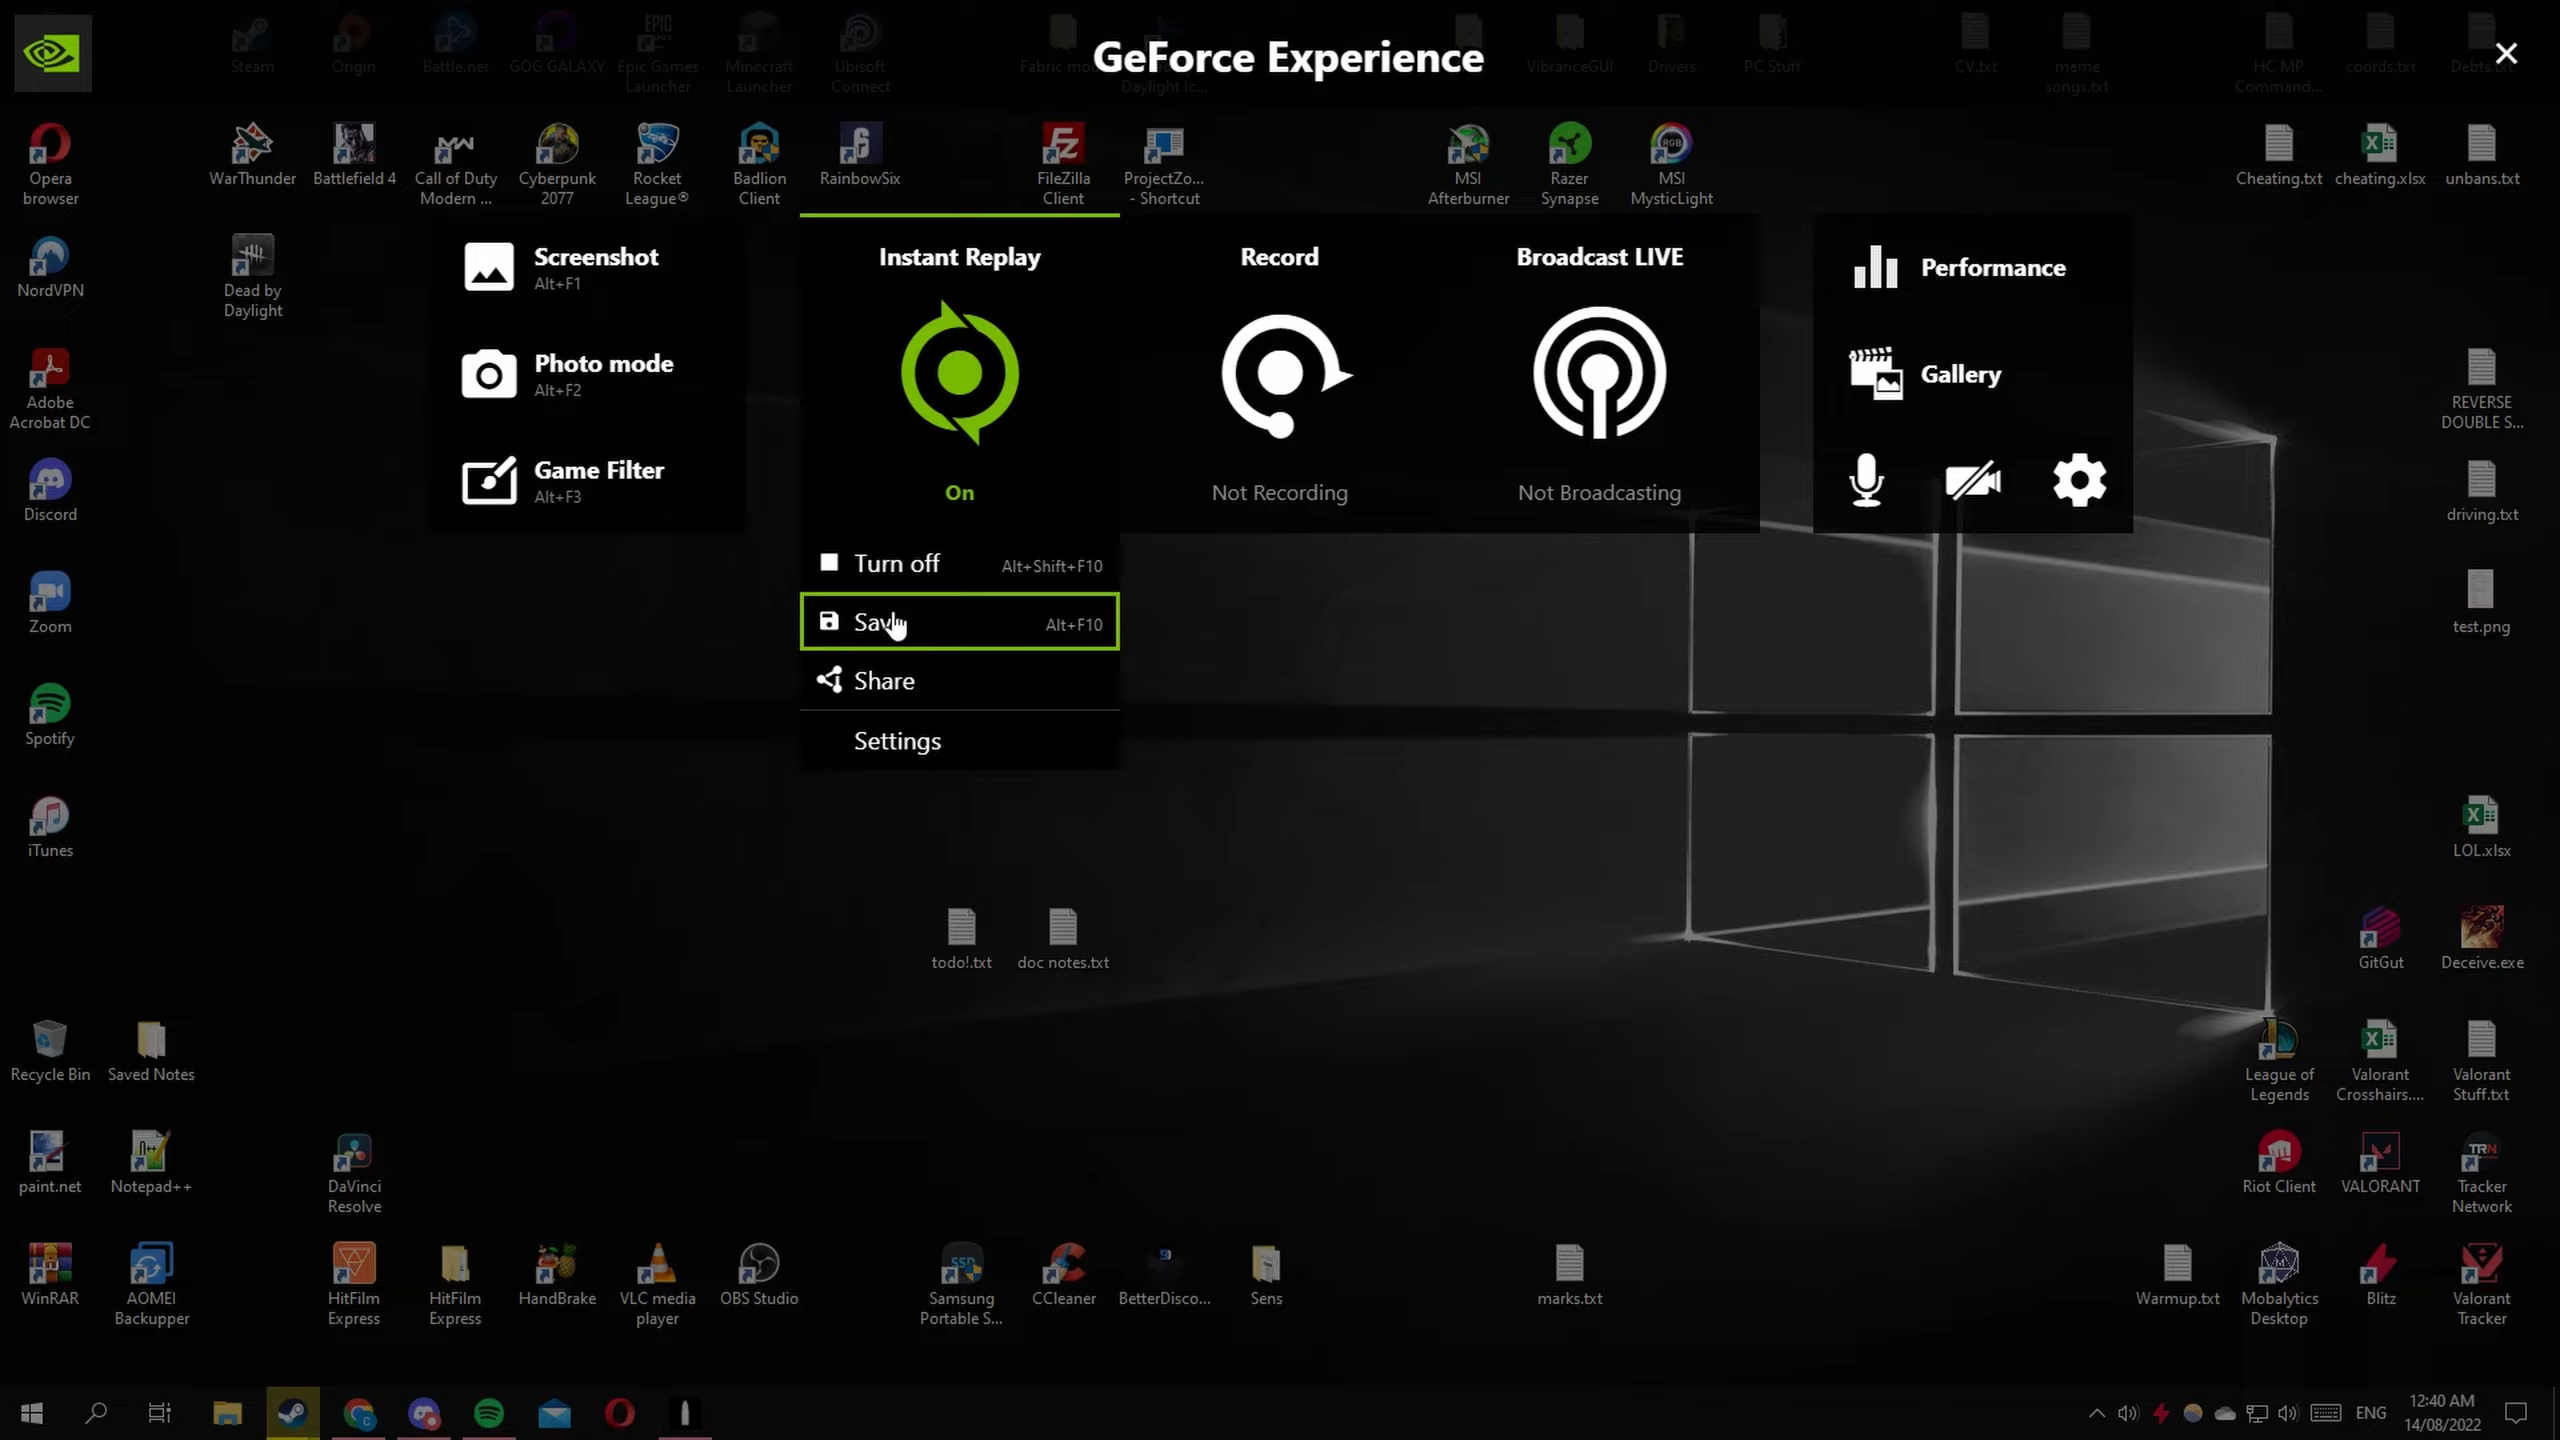 GeForce Experience
Steam
Origin
Battle.net
GOG GALAXY
Epic Games
Launcher
Minecraft
Launcher
Ubisoft
Connect
VibranceGUI
Drivers
PC Stuff
CV.txt
meme
songs.txt
HC MP
Command...
coords.txt
Debts.txt
Opera
browser
WarThunder
Battlefield 4
Call of Duty
Modern ...
Cyberpunk
2077
Rocket
League®
Badlion
Client
RainbowSix
FileZilla
Client
ProjectZo...
- Shortcut
MSI
Afterburner
Razer
Synapse
MSI
MysticLight
Cheating.txt
cheating.xlsx
unbans.txt
NordVPN
Dead by
Daylight
Screenshot
Alt+F1
Photo mode
Alt+F2
Game Filter
Alt+F3
Instant Replay
On
Record
Not Recording
Broadcast LIVE
Not Broadcasting
Performance
Gallery
Turn off
Alt+Shift+F10
Alt+F10
Share
Settings
Adobe
Acrobat DC
REVERSE
DOUBLE S...
Discord
driving.txt
Zoom
test.png
Spotify
iTunes
LOL.xlsx
todo!.txt
doc notes.txt
GitGut
Deceive.exe
Recycle Bin
Saved Notes
League of
Legends
Valorant
Crosshairs....
Valorant
Stuff.txt
paint.net
Notepad++
DaVinci
Resolve
Riot Client
VALORANT
Tracker
Network
WinRAR
AOMEI
Backupper
HitFilm
Express
HitFilm
Express
HandBrake
VLC media
player
OBS Studio
Samsung
Portable S...
CCleaner
BetterDisco...
Sens
marks.txt
Warmup.txt
Mobalytics
Desktop
Blitz
Valorant
Tracker
ENG
12:40 AM
14/08/2022